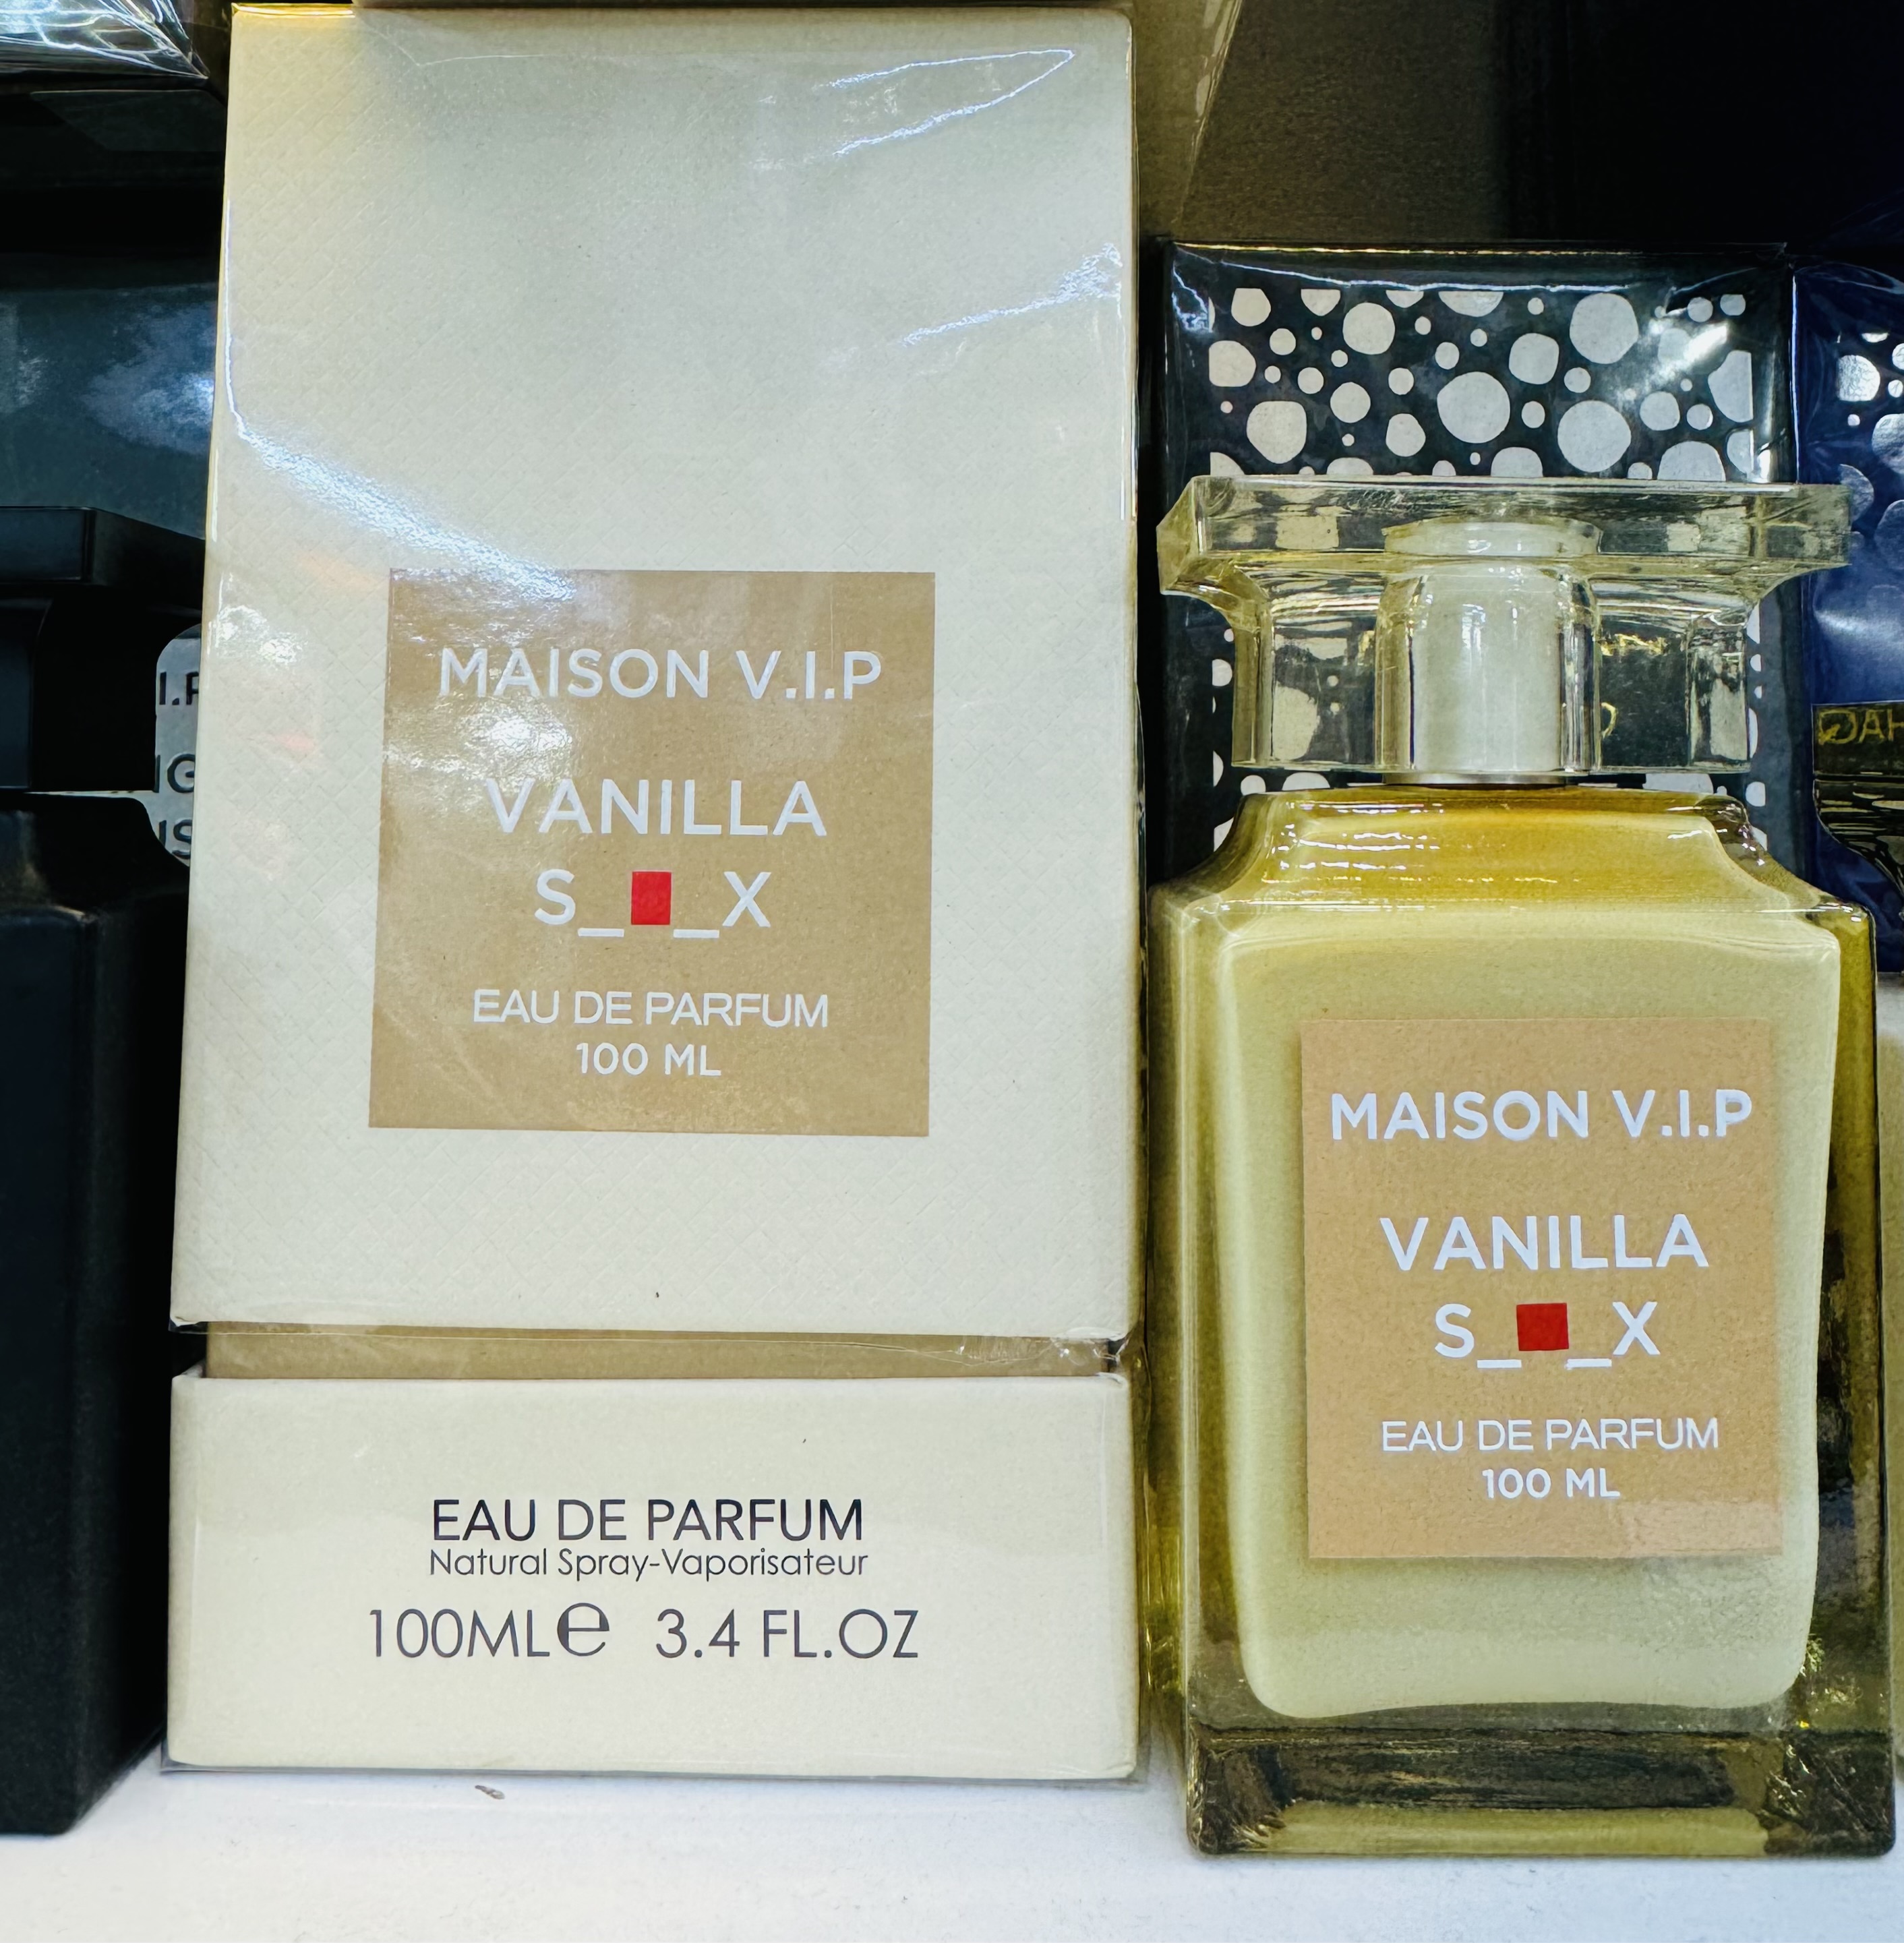 MAISON V.I.P
VANILLA
S_■_X
EAU DE PARFUM
100 ML
EAU DE PARFUM
Natural Spray-Vaporisateur
100MLe 3.4 FL.OZ
MAISON V.I.P
VANILLA
S_■_X
EAU DE PARFUM
100 ML